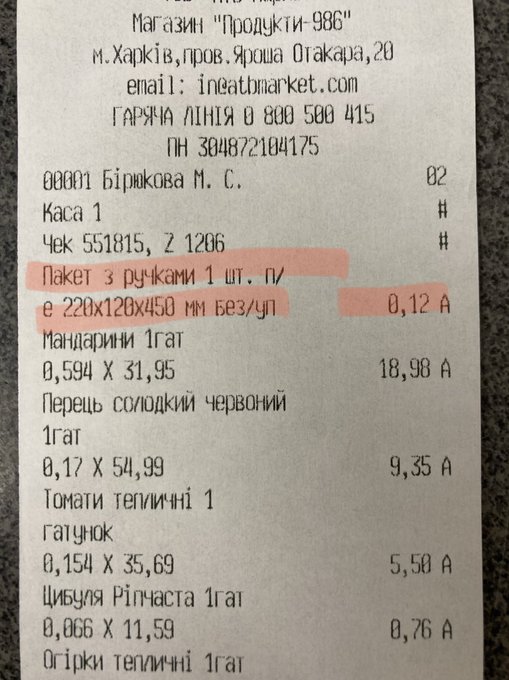 Магазин "Продукти-986"
м.Харків,пров.Яроша Отакара,20
email: in@atbmarket.com
ГАРЯЧА ЛІНІЯ 0 800 500 415
ПН 304872104175
00001 Бірюкова М. С. 02
Каса 1 #
Чек 551815, Z 1206 #
Пакет з ручками 1 шт. п/
е 220x120x450 мм Без/уп 0,12 А
Мандарини 1гат
0,594 X 31,95 18,98 А
Перець солодкий червоний
1гат
0,17 X 54,99 9,35 А
Томати тепличні 1
гатунок
0,154 X 35,69 5,50 А
Цибуля Ріпчаста 1гат
0,066 X 11,59 0,76 А
Огірки тепличні 1гат